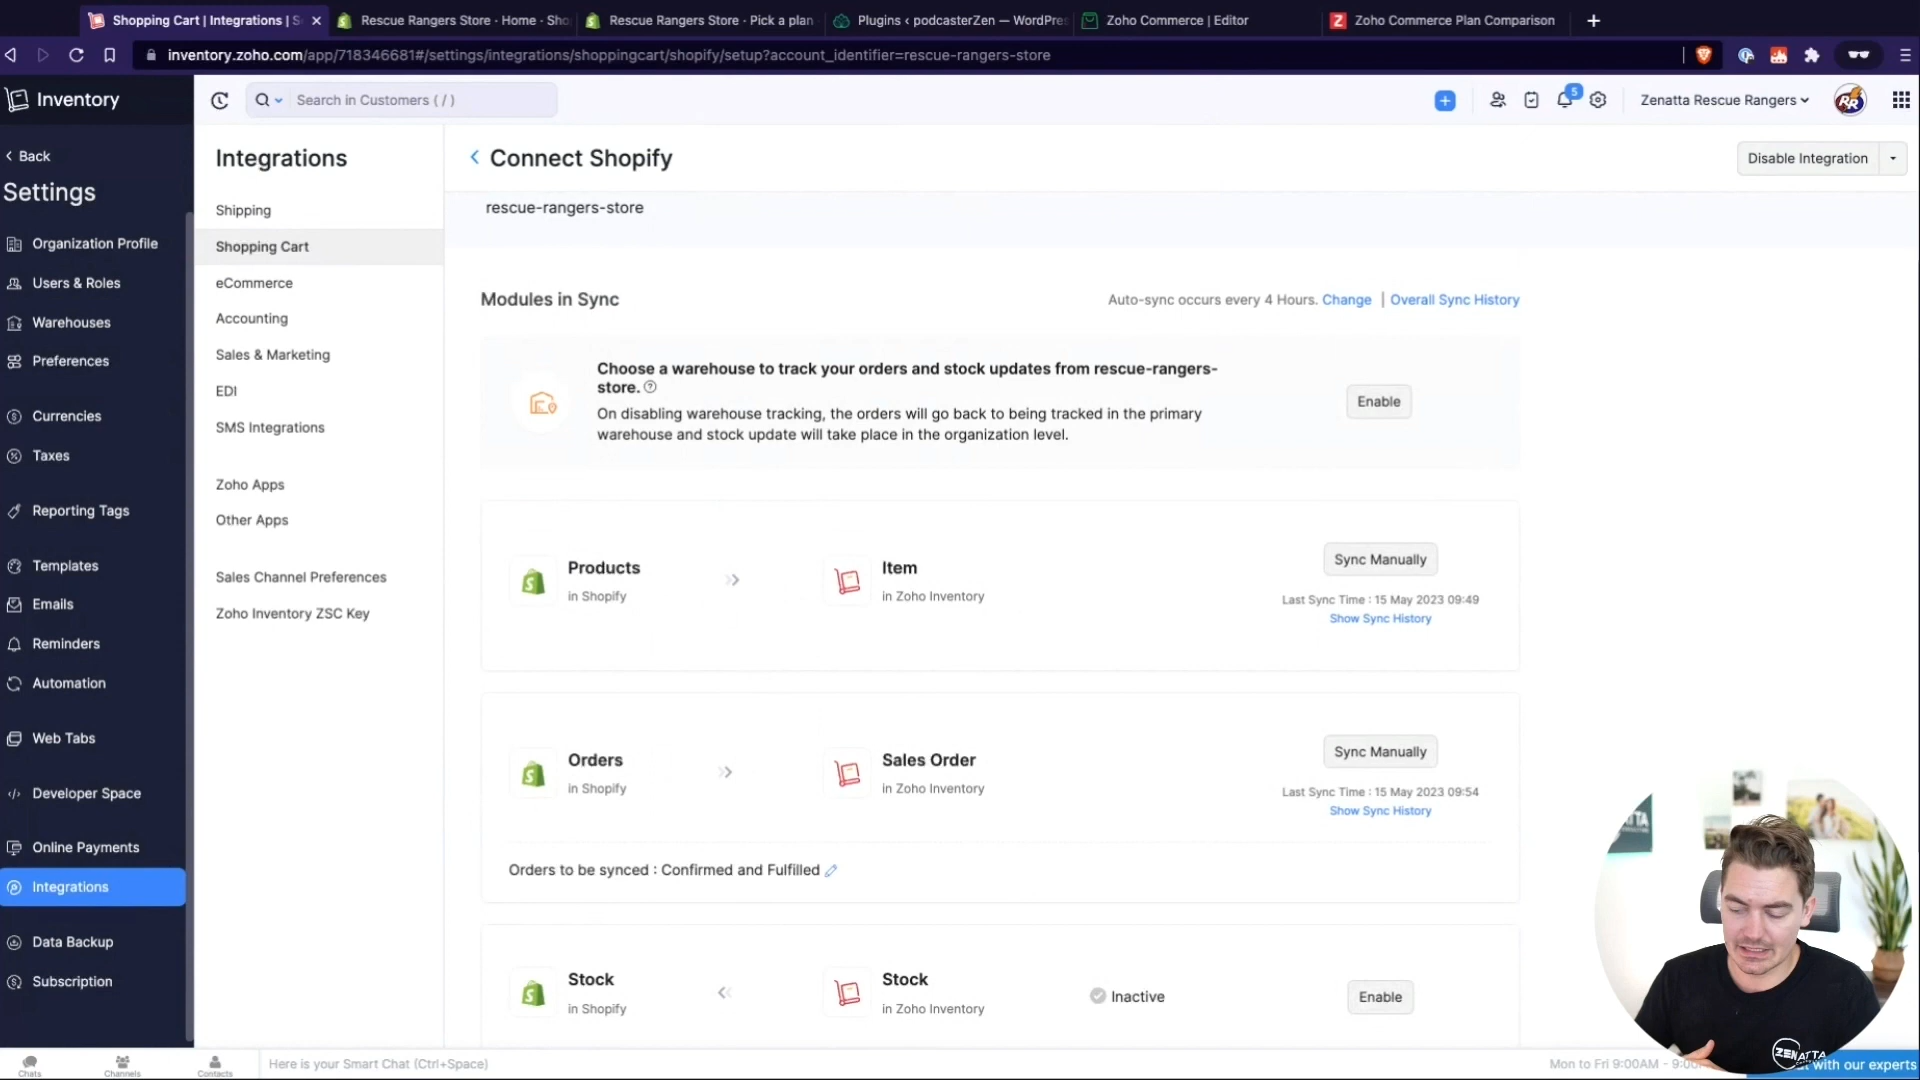 Shopping Cart | Integrations | S
Rescue Rangers Store · Home · Sho
Rescue Rangers Store · Pick a plan
Plugins ‹ podcasterZen — WordPres
Zoho Commerce | Editor
Zoho Commerce Plan Comparison
inventory.zoho.com/app/718346681#/settings/integrations/shoppingcart/shopify/setup?account_identifier=rescue-rangers-store
Inventory
Search in Customers ( / )
5
Zenatta Rescue Rangers
RR
Back
Settings
Organization Profile
Users & Roles
Warehouses
Preferences
Currencies
Taxes
Reporting Tags
Templates
Emails
Reminders
Automation
Web Tabs
Developer Space
Online Payments
Integrations
Data Backup
Subscription
Integrations
Shipping
Shopping Cart
eCommerce
Accounting
Sales & Marketing
EDI
SMS Integrations
Zoho Apps
Other Apps
Sales Channel Preferences
Zoho Inventory ZSC Key
Connect Shopify
Disable Integration
rescue-rangers-store
Modules in Sync
Auto-sync occurs every 4 Hours. Change | Overall Sync History
Choose a warehouse to track your orders and stock updates from rescue-rangers-
store.
On disabling warehouse tracking, the orders will go back to being tracked in the primary
warehouse and stock update will take place in the organization level.
Enable
Products
in Shopify
Item
in Zoho Inventory
Sync Manually
Last Sync Time : 15 May 2023 09:49
Show Sync History
Orders
in Shopify
Sales Order
in Zoho Inventory
Sync Manually
Last Sync Time : 15 May 2023 09:54
Show Sync History
Orders to be synced : Confirmed and Fulfilled
Stock
in Shopify
Stock
in Zoho Inventory
Inactive
Enable
Chats
Channels
Contacts
Here is your Smart Chat (Ctrl+Space)
Mon to Fri 9:00AM - 9:00
with our experts
ZENATTA